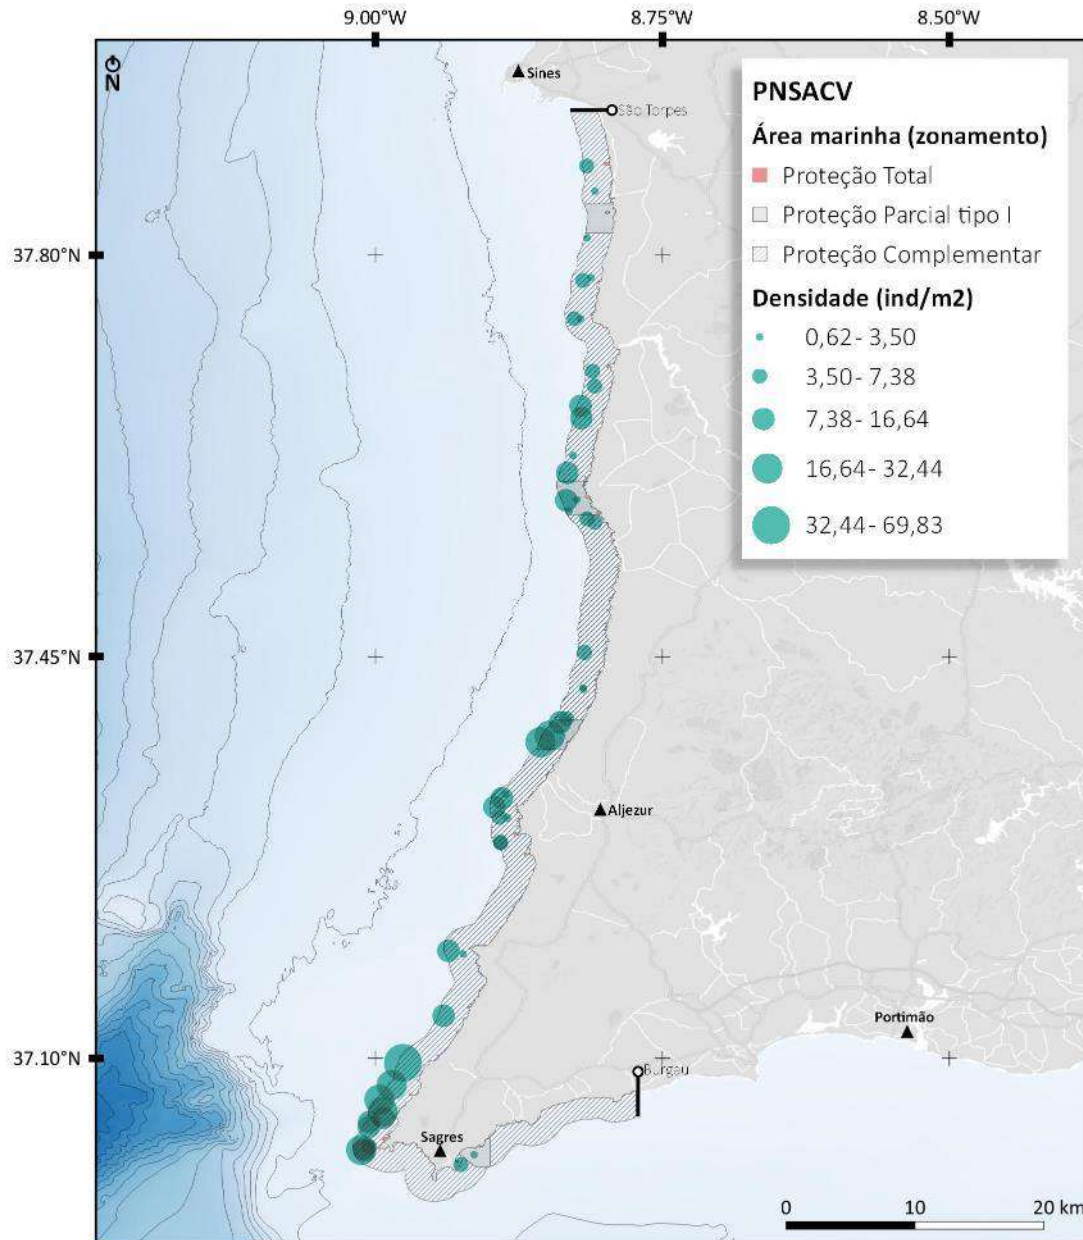 9.00°W 8.75°W 8.50°W
N
Sines
São Torpes
PNSACV
Área marinha (zonamento)
Proteção Total
Proteção Parcial tipo I
Proteção Complementar
Densidade (ind/m2)
0,62 - 3,50
3,50 - 7,38
7,38 - 16,64
16,64 - 32,44
32,44 - 69,83
37.80°N
37.45°N
Aljezur
Portimão
37.10°N
Burgau
Sagres
0 10 20 km